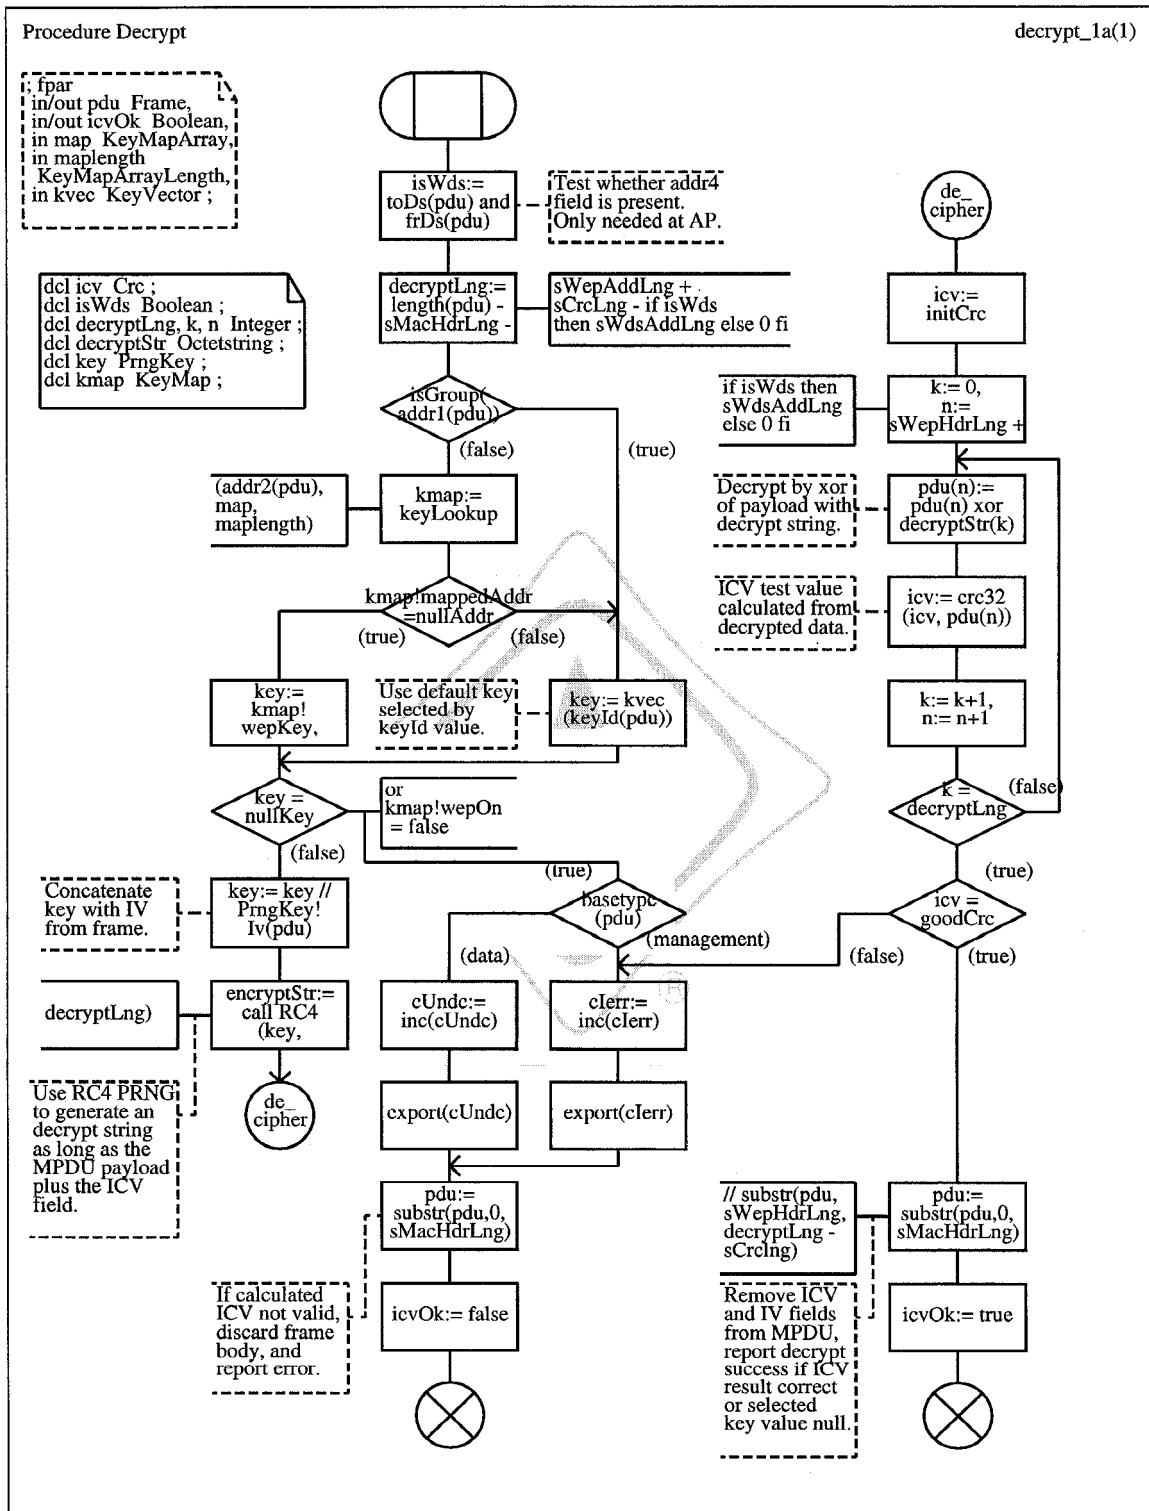 Procedure Decrypt
decrypt_1a(1)
; fpar
in/out pdu Frame,
in/out icvOk Boolean,
in map KeyMapArray,
in maplength
KeyMapArrayLength,
in kvec KeyVector ;
dcl icv Crc ;
dcl isWds Boolean ;
dcl decryptLng, k, n Integer ;
dcl decryptStr Octetstring ;
dcl key PrngKey ;
dcl kmap KeyMap ;
isWds:=
toDs(pdu) and
frDs(pdu)
Test whether addr4
field is present.
Only needed at AP.
decryptLng:=
length(pdu) -
sMacHdrLng -
sWepAddLng +
sCrcLng - if isWds
then sWdsAddLng else 0 fi
isGroup(
addr1(pdu))
(false)
(true)
(addr2(pdu),
map,
maplength)
kmap:=
keyLookup
kmap!mappedAddr
=nullAddr
(true)
(false)
key:=
kmap!
wepKey,
Use default key
selected by
keyId value.
key:= kvec
(keyId(pdu))
key =
nullKey
or
kmap!wepOn
= false
(false)
(true)
Concatenate
key with IV
from frame.
key:= key //
PrngKey!
Iv(pdu)
basetype
(pdu)
(data)
(management)
decryptLng)
encryptStr:=
call RC4
(key,
Use RC4 PRNG
to generate an
decrypt string
as long as the
MPDU payload
plus the ICV
field.
de_
cipher
cUndc:=
inc(cUndc)
cIerr:=
inc(cIerr)
export(cUndc)
export(cIerr)
pdu:=
substr(pdu,0,
sMacHdrLng)
If calculated
ICV not valid,
discard frame
body, and
report error.
icvOk:= false
de_
cipher
icv:=
initCrc
if isWds then
sWdsAddLng
else 0 fi
k:= 0,
n:=
sWepHdrLng +
Decrypt by xor
of payload with
decrypt string.
pdu(n):=
pdu(n) xor
decryptStr(k)
ICV test value
calculated from
decrypted data.
icv:= crc32
(icv, pdu(n))
k:= k+1,
n:= n+1
k =
decryptLng
(false)
(true)
icv =
goodCrc
(false)
(true)
®
// substr(pdu,
sWepHdrLng,
decryptLng -
sCrclng)
pdu:=
substr(pdu,0,
sMacHdrLng)
Remove ICV
and IV fields
from MPDU,
report decrypt
success if ICV
result correct
or selected
key value null.
icvOk:= true